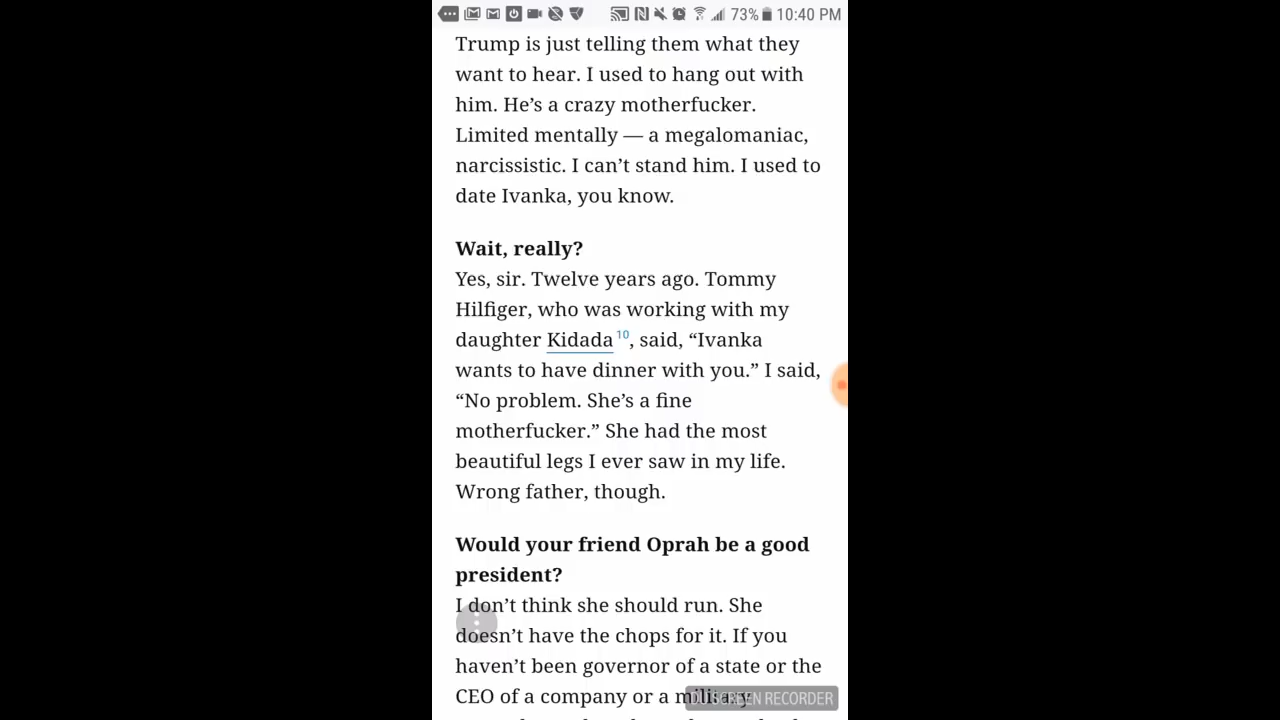 73% 10:40 PM
Trump is just telling them what they
want to hear. I used to hang out with
him. He’s a crazy motherfucker.
Limited mentally — a megalomaniac,
narcissistic. I can’t stand him. I used to
date Ivanka, you know.
Wait, really?
Yes, sir. Twelve years ago. Tommy
Hilfiger, who was working with my
daughter Kidada 10, said, “Ivanka
wants to have dinner with you.” I said,
“No problem. She’s a fine
motherfucker.” She had the most
beautiful legs I ever saw in my life.
Wrong father, though.
Would your friend Oprah be a good
president?
I don’t think she should run. She
doesn’t have the chops for it. If you
haven’t been governor of a state or the
CEO of a company or a military
SCREEN RECORDER